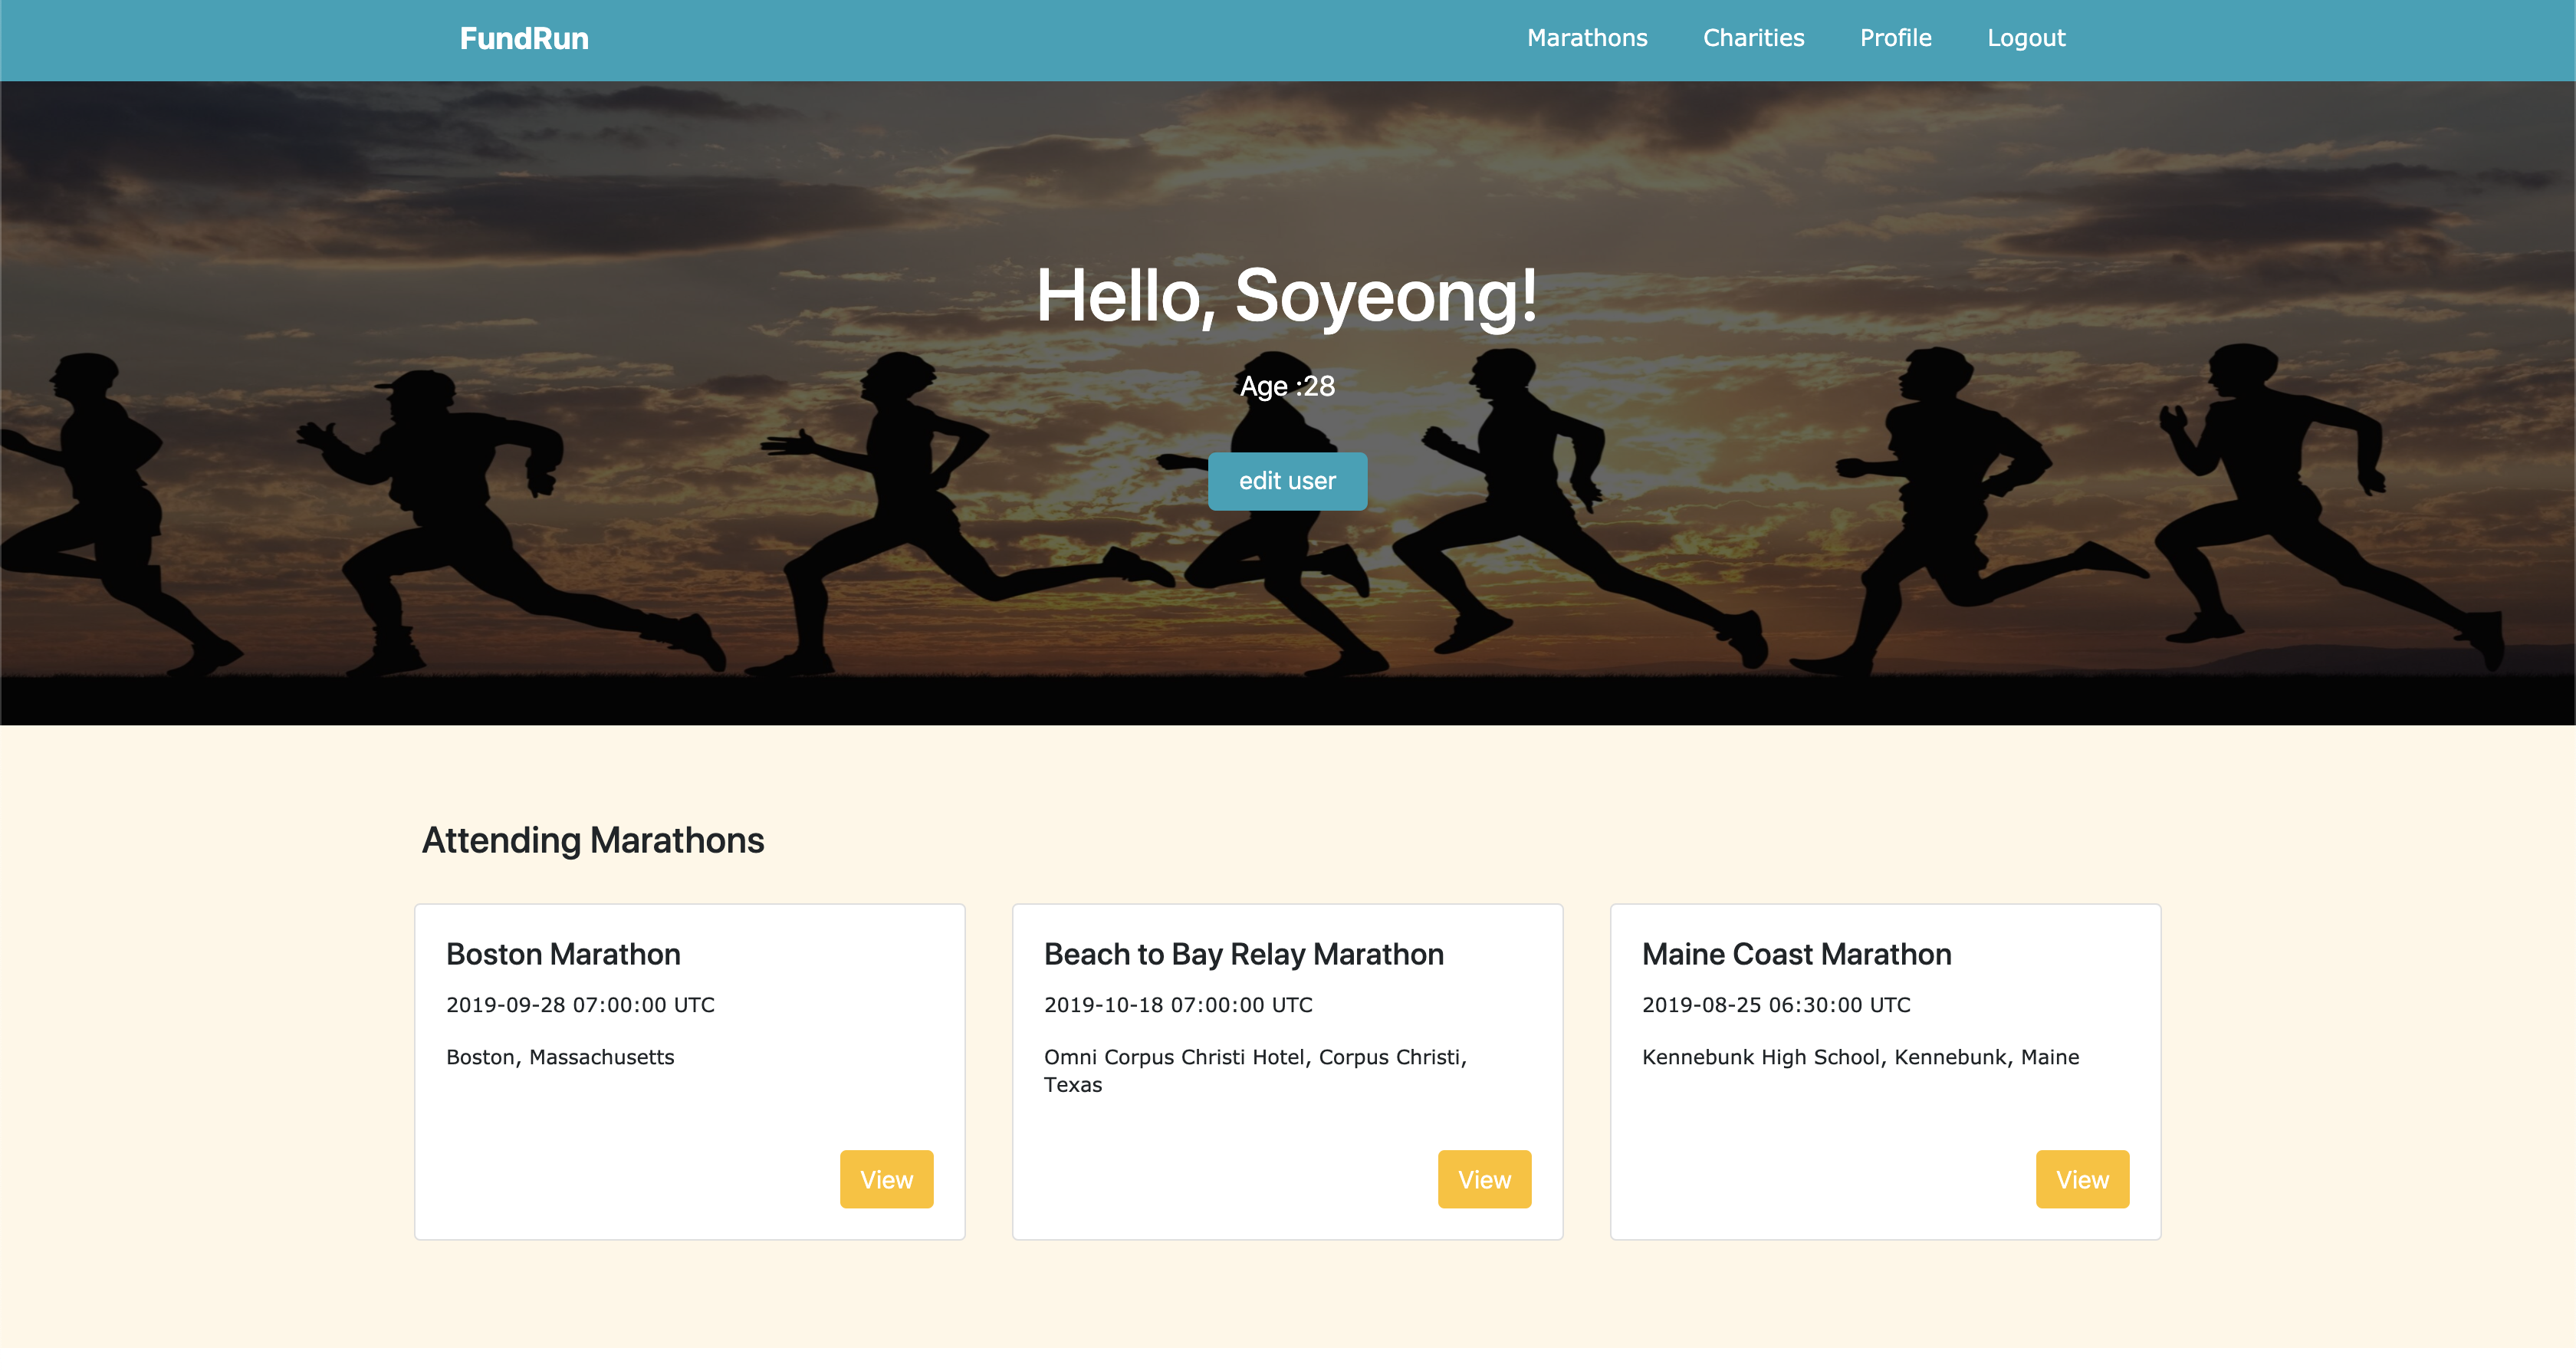 FundRun
Marathons
Charities
Profile
Logout
Hello, Soyeong!
Age :28
edit user
Attending Marathons
Boston Marathon
2019-09-28 07:00:00 UTC
Boston, Massachusetts
View
Beach to Bay Relay Marathon
2019-10-18 07:00:00 UTC
Omni Corpus Christi Hotel, Corpus Christi,
Texas
View
Maine Coast Marathon
2019-08-25 06:30:00 UTC
Kennebunk High School, Kennebunk, Maine
View